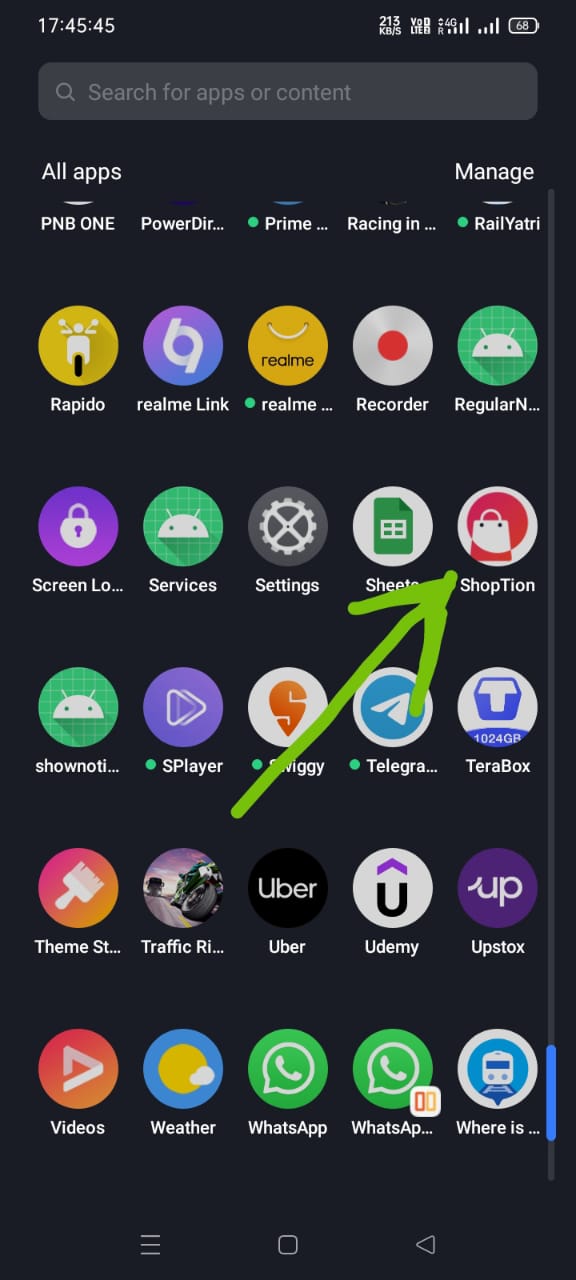 17:45:45
213 KB/S VoD LTE 4G R 68
Search for apps or content
All apps Manage
PNB ONE PowerDir... Prime ... Racing in ... RailYatri
realme
Rapido realme Link realme ... Recorder RegularN...
Screen Lo... Services Settings Sheets ShopTion
1024GB
shownoti... SPlayer Swiggy Telegra... TeraBox
Uber up
Theme St... Traffic Ri... Uber Udemy Upstox
Videos Weather WhatsApp WhatsAp... Where is ...